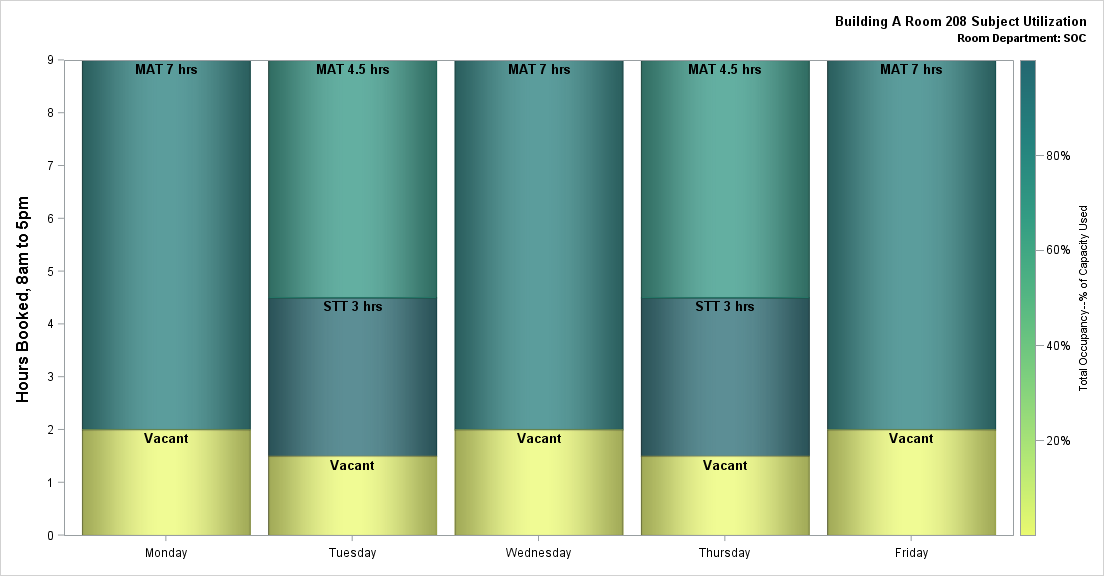 Building A Room 208 Subject Utilization
Room Department: SOC
Hours Booked, 8am to 5pm
9
8
7
6
5
4
3
2
1
0
MAT 7 hrs
Vacant
MAT 4.5 hrs
STT 3 hrs
Vacant
MAT 7 hrs
Vacant
MAT 4.5 hrs
STT 3 hrs
Vacant
MAT 7 hrs
Vacant
Monday
Tuesday
Wednesday
Thursday
Friday
80%
60%
40%
20%
Total Occupancy--% of Capacity Used